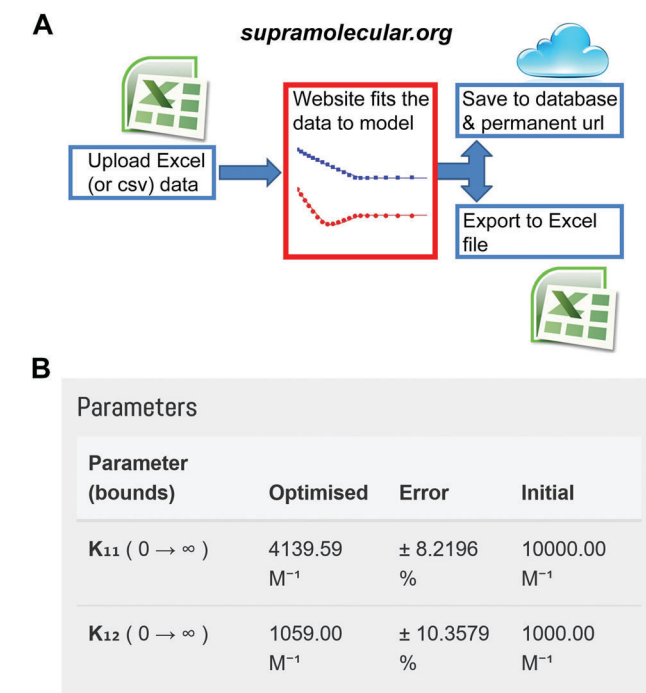 A
supramolecular.org
Upload Excel
(or csv) data
Website fits the
data to model
Save to database
& permanent url
Export to Excel
file
B
Parameters
Parameter
(bounds) Optimised Error Initial
K₁₁ ( 0 → ∞ ) 4139.59 ± 8.2196 10000.00
M⁻¹ % M⁻¹
K₁₂ ( 0 → ∞ ) 1059.00 ± 10.3579 1000.00
M⁻¹ % M⁻¹